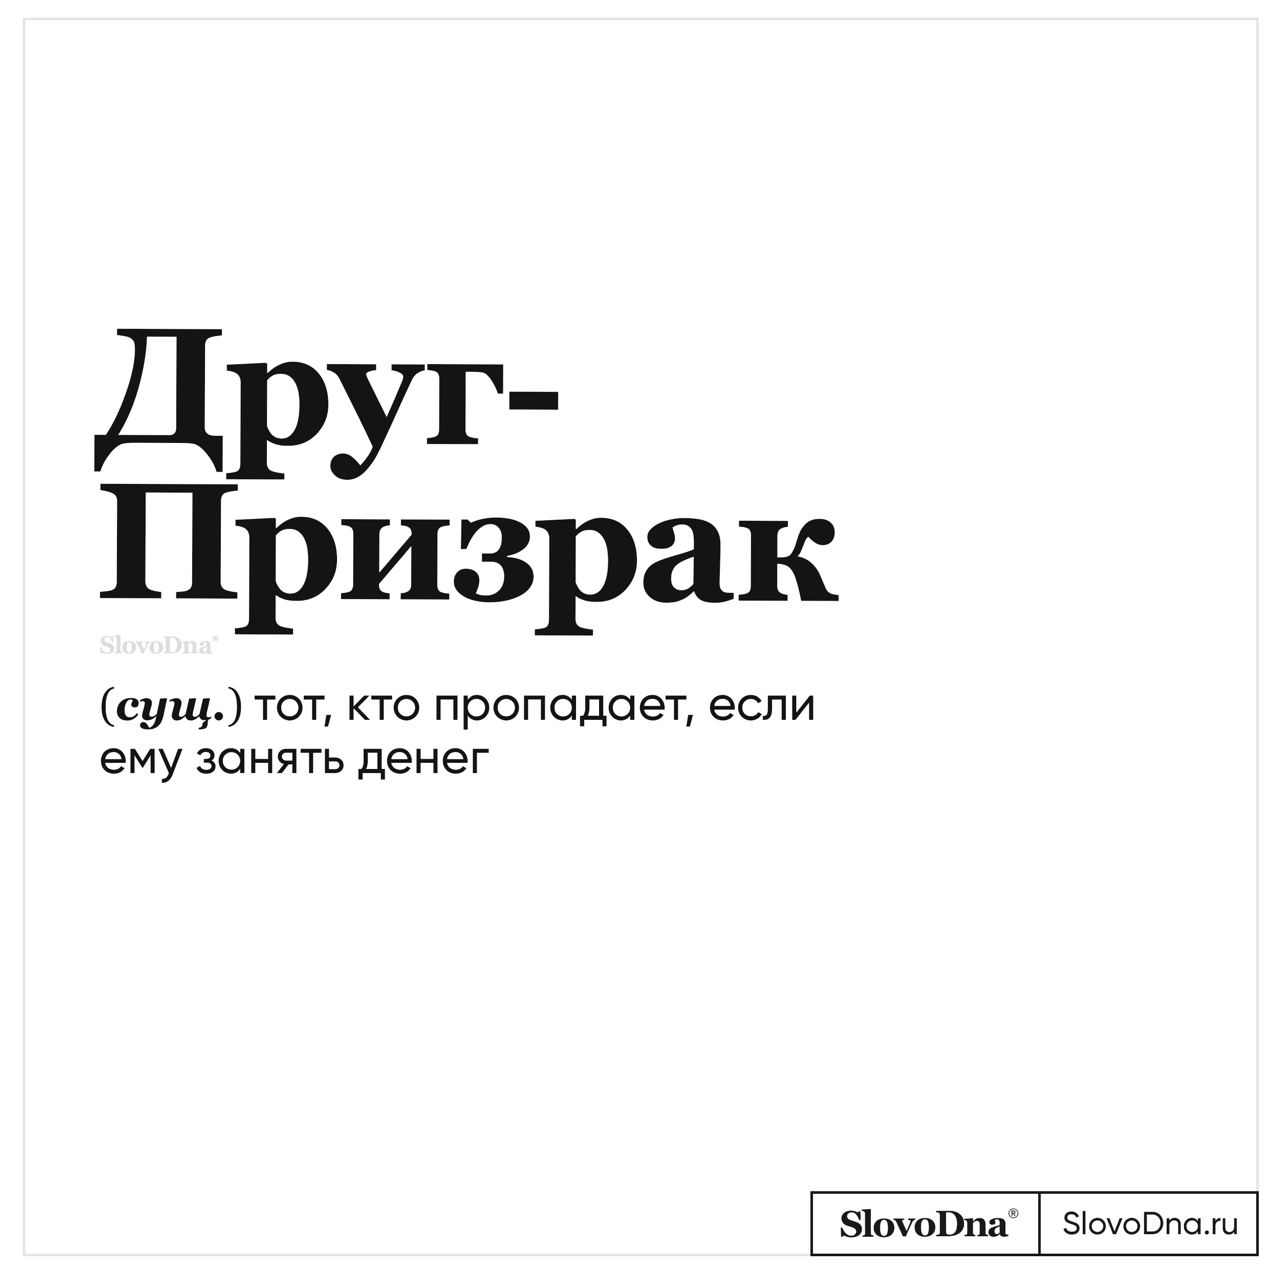 Друг-
Призрак
SlovoDna®
(сущ.) тот, кто пропадает, если
ему занять денег
SlovoDna® SlovoDna.ru